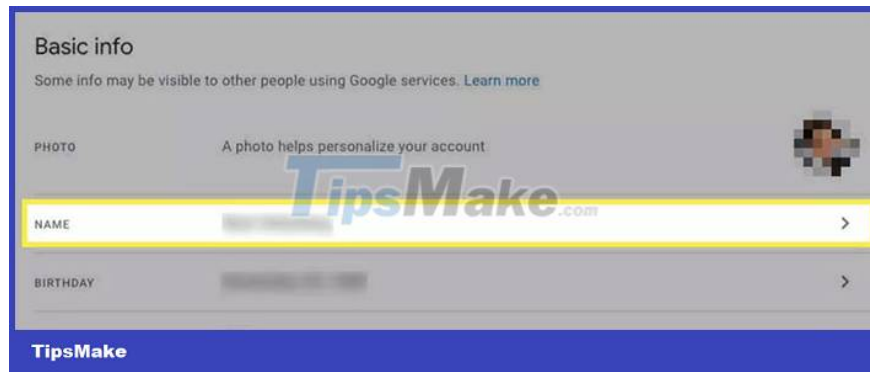 Basic info
Some info may be visible to other people using Google services. Learn more
PHOTO A photo helps personalize your account
TipsMake.com
NAME
BIRTHDAY
TipsMake